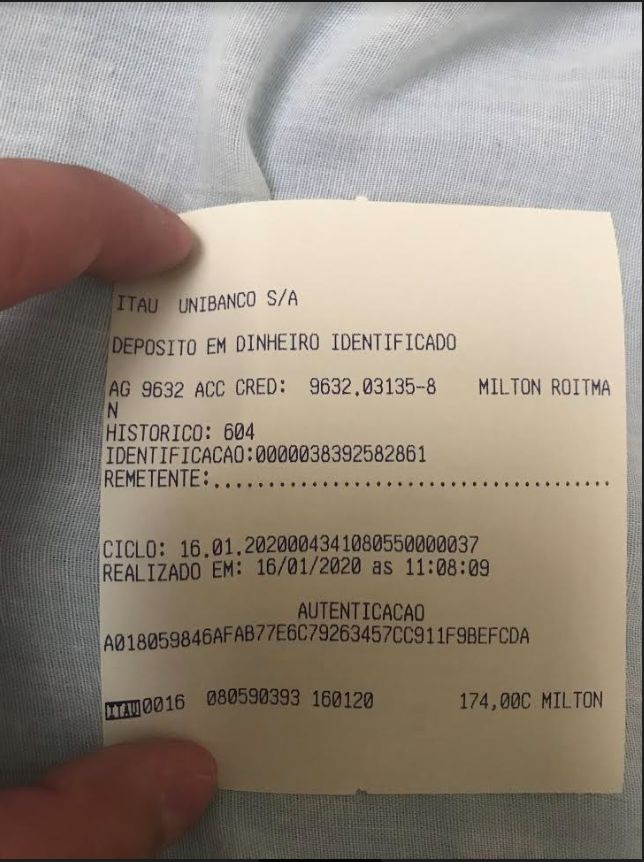 ITAU UNIBANCO S/A
DEPOSITO EM DINHEIRO IDENTIFICADO
AG 9632 ACC CRED: 9632.03135-8 MILTON ROITMA
N
HISTORICO: 604
IDENTIFICACAO:0000038392582861
REMETENTE:......................................
CICLO: 16.01.2020004341080550000037
REALIZADO EM: 16/01/2020 as 11:08:09
AUTENTICACAO
A018059846AFAB77E6C79263457CC911F9BEFCDA
ITAU0016 080590393 160120 174,00C MILTON